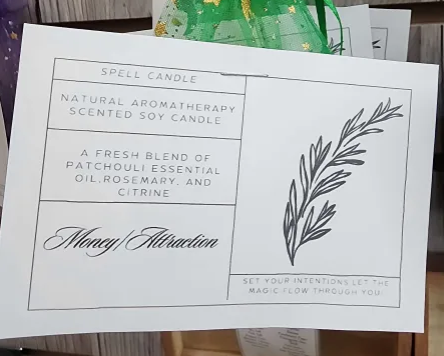 SPELL CANDLE
NATURAL AROMATHERAPY
SCENTED SOY CANDLE
A FRESH BLEND OF
PATCHOULI ESSENTIAL
OIL,ROSEMARY, AND
CITRINE
Money/Attraction
SET YOUR INTENTIONS LET THE
MAGIC FLOW THROUGH YOU.